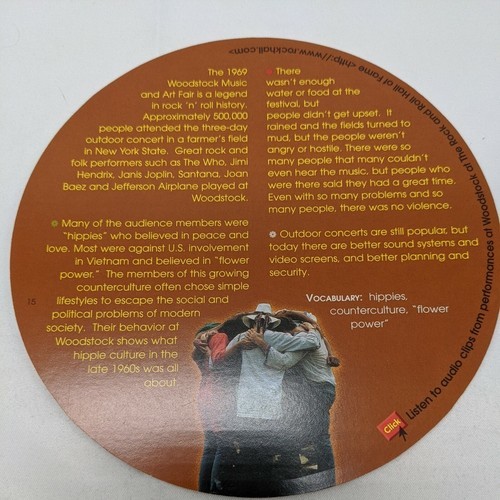 The 1969
Woodstock Music
and Art Fair is a legend
in rock 'n' roll history.
Approximately 500,000
people attended the three-day
outdoor concert in a farmer's field
in New York State. Great rock and
folk performers such as The Who, Jimi
Hendrix, Janis Joplin, Santana, Joan
Baez and Jefferson Airplane played at
Woodstock.
Many of the audience members were
"hippies" who believed in peace and
love. Most were against U.S. involvement
in Vietnam and believed in "flower
power." The members of this growing
counterculture often chose simple
lifestyles to escape the social and
political problems of modern
society. Their behavior at
Woodstock shows what
hippie culture in the
late 1960s was all
about.
15
There
wasn't enough
water or food at the
festival, but
people didn't get upset. It
rained and the fields turned to
mud, but the people weren't
angry or hostile. There were so
many people that many couldn't
even hear the music, but people who
were there said they had a great time.
Even with so many problems and so
many people, there was no violence.
Outdoor concerts are still popular, but
today there are better sound systems and
video screens, and better planning and
security.
VOCABULARY: hippies,
counterculture, "flower
power"
Click
Listen to audio clips from performances at Woodstock at The Rock and Roll Hall of Fame <http://www.rockhall.com>